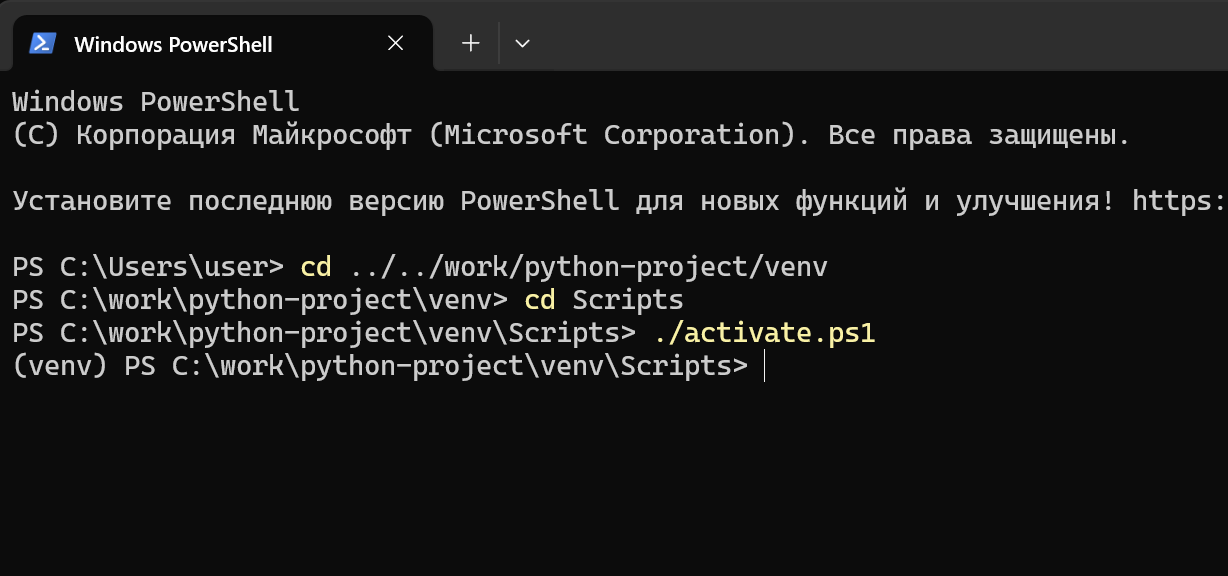 Windows PowerShell
Windows PowerShell
(C) Корпорация Майкрософт (Microsoft Corporation). Все права защищены.
Установите последнюю версию PowerShell для новых функций и улучшения! https:
PS C:\Users\user> cd ../../work/python-project/venv
PS C:\work\python-project\venv> cd Scripts
PS C:\work\python-project\venv\Scripts> ./activate.ps1
(venv) PS C:\work\python-project\venv\Scripts>